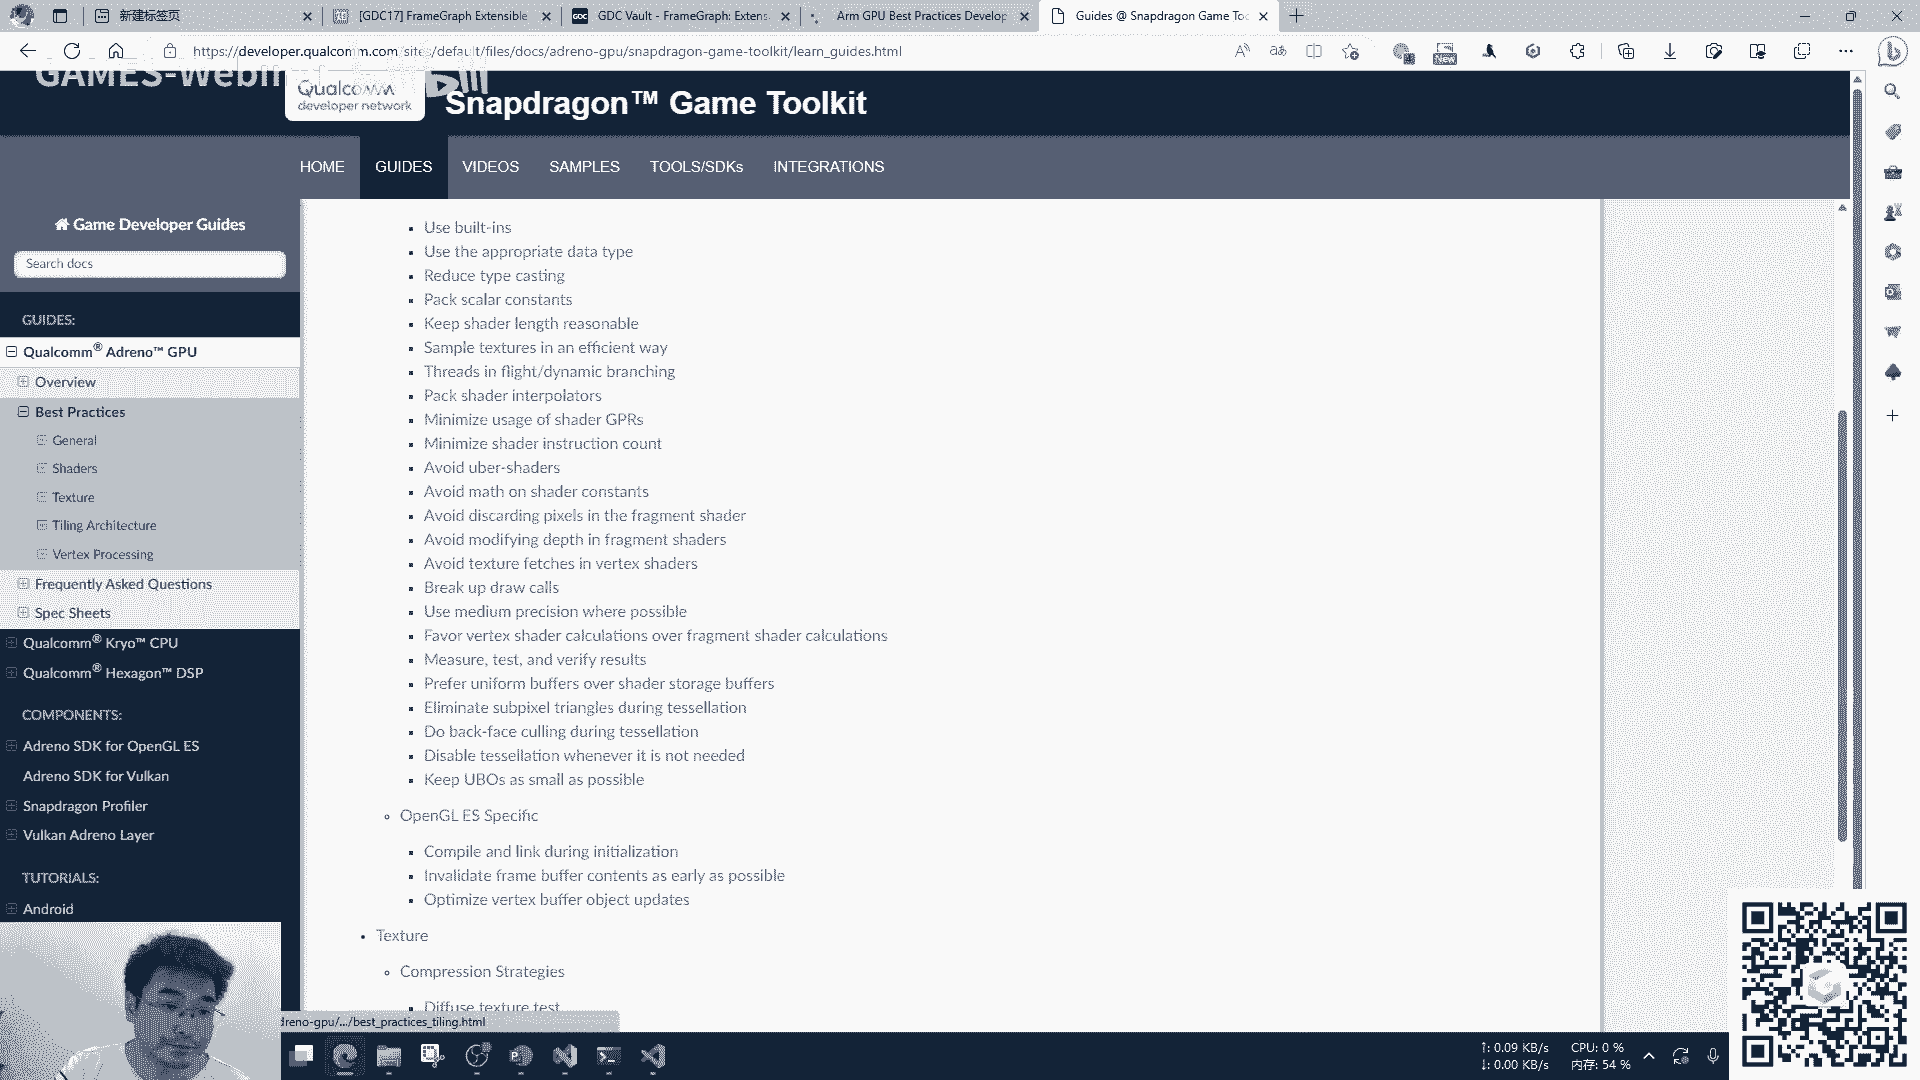 新建标签页
[GDC17] FrameGraph Extensible
GDC Vault - FrameGraph: Extens
Arm GPU Best Practices Develop
Guides @ Snapdragon Game Too
https://developer.qualcomm.com/sites/default/files/docs/adreno-gpu/snapdragon-game-toolkit/learn_guides.html
New
GAMES-Webin
Qualcomm
developer network
Snapdragon™ Game Toolkit
HOME
GUIDES
VIDEOS
SAMPLES
TOOLS/SDKs
INTEGRATIONS
Game Developer Guides
Search docs
GUIDES:
Qualcomm® Adreno™ GPU
Overview
Best Practices
General
Shaders
Texture
Tiling Architecture
Vertex Processing
Frequently Asked Questions
Spec Sheets
Qualcomm® Kryo™ CPU
Qualcomm® Hexagon™ DSP
COMPONENTS:
Adreno SDK for OpenGL ES
Adreno SDK for Vulkan
Snapdragon Profiler
Vulkan Adreno Layer
TUTORIALS:
Android
Use built-ins
Use the appropriate data type
Reduce type casting
Pack scalar constants
Keep shader length reasonable
Sample textures in an efficient way
Threads in flight/dynamic branching
Pack shader interpolators
Minimize usage of shader GPRs
Minimize shader instruction count
Avoid uber-shaders
Avoid math on shader constants
Avoid discarding pixels in the fragment shader
Avoid modifying depth in fragment shaders
Avoid texture fetches in vertex shaders
Break up draw calls
Use medium precision where possible
Favor vertex shader calculations over fragment shader calculations
Measure, test, and verify results
Prefer uniform buffers over shader storage buffers
Eliminate subpixel triangles during tessellation
Do back-face culling during tessellation
Disable tessellation whenever it is not needed
Keep UBOs as small as possible
OpenGL ES Specific
Compile and link during initialization
Invalidate frame buffer contents as early as possible
Optimize vertex buffer object updates
Texture
Compression Strategies
Diffuse texture test
dreno-gpu/.../best_practices_tiling.html
↑: 0.09 KB/s
↓: 0.00 KB/s
CPU: 0 %
内存: 54 %